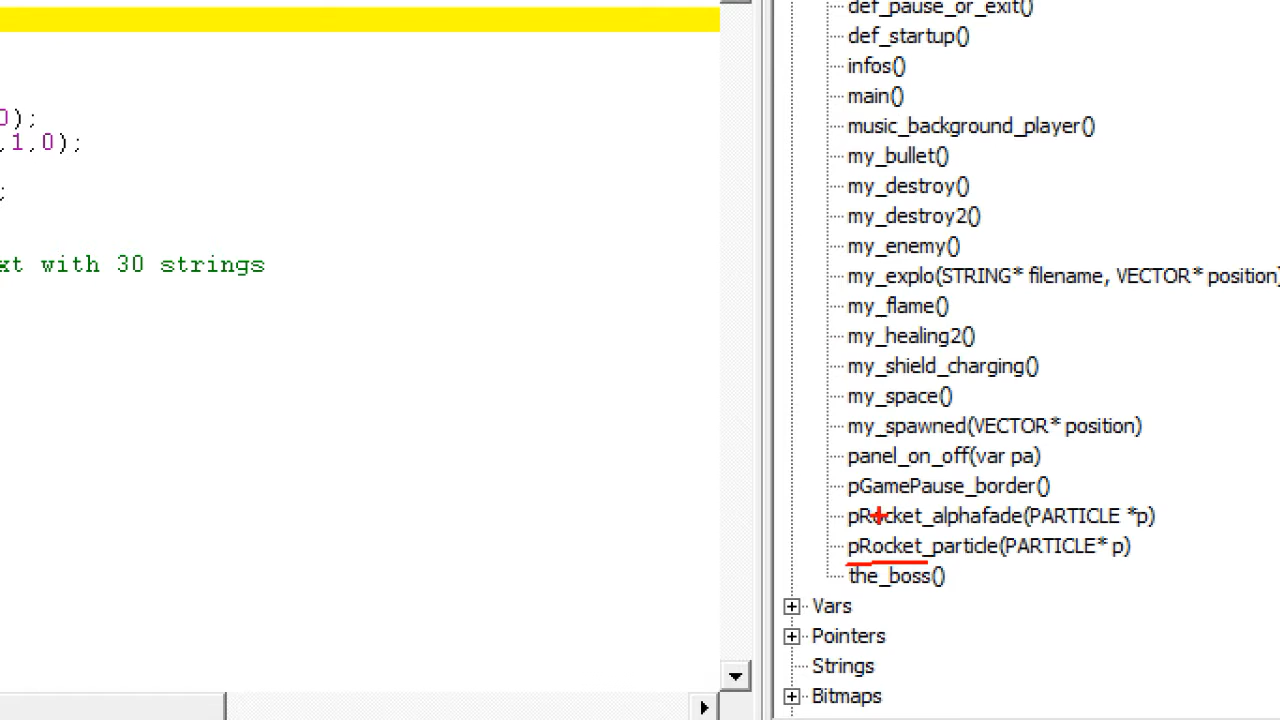 def_pause_or_exit()
def_startup()
infos()
main()
0);
music_background_player()
,1,0);
my_bullet()
my_destroy()
;
my_destroy2()
my_enemy()
xt with 30 strings
my_explo(STRING* filename, VECTOR* position)
my_flame()
my_healing2()
my_shield_charging()
my_space()
my_spawned(VECTOR* position)
panel_on_off(var pa)
pGamePause_border()
pRocket_alphafade(PARTICLE *p)
pRocket_particle(PARTICLE* p)
the_boss()
Vars
Pointers
Strings
Bitmaps